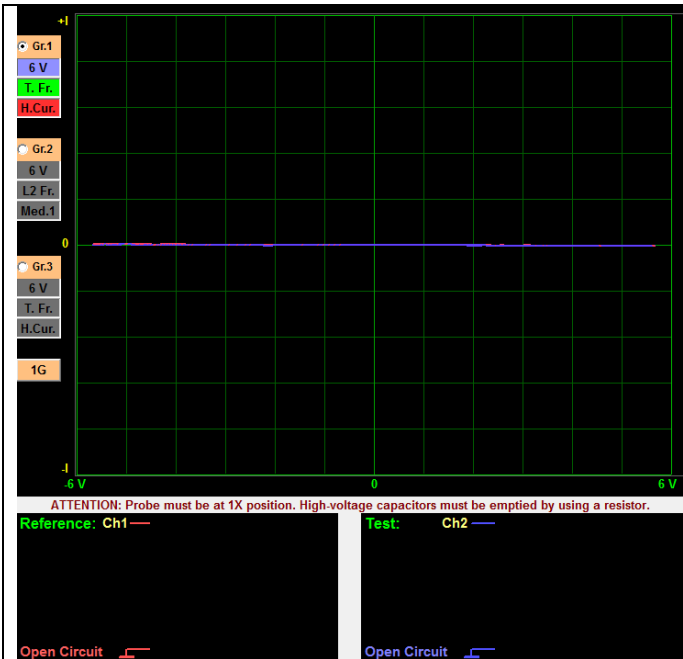 +I
Gr.1
6 V
T. Fr.
H.Cur.
Gr.2
6 V
L2 Fr.
Med.1
0
Gr.3
6 V
T. Fr.
H.Cur.
1G
-I
-6 V 0 6 V
ATTENTION: Probe must be at 1X position. High-voltage capacitors must be emptied by using a resistor.
Reference: Ch1
Test: Ch2
Open Circuit
Open Circuit